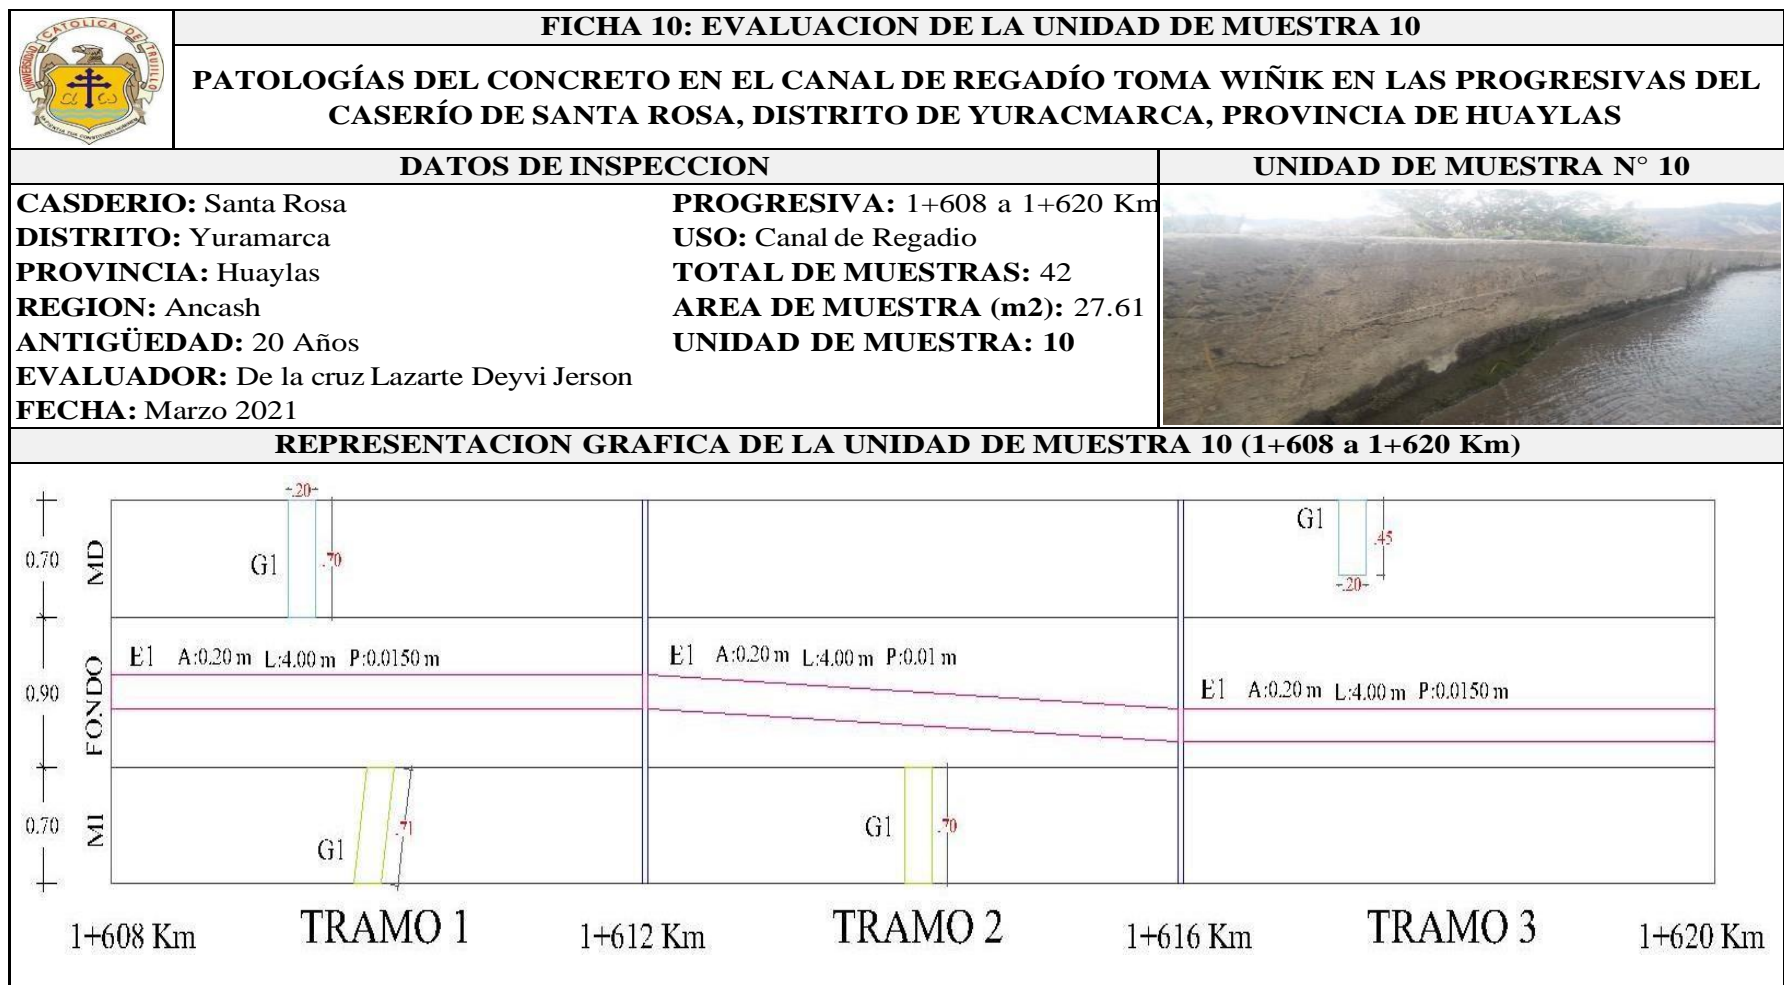 FICHA 10: EVALUACION DE LA UNIDAD DE MUESTRA 10
UNIVERSIDAD CATOLICA DE TRUJILLO
PATOLOGÍAS DEL CONCRETO EN EL CANAL DE REGADÍO TOMA WIÑIK EN LAS PROGRESIVAS DEL
CASERÍO DE SANTA ROSA, DISTRITO DE YURACMARCA, PROVINCIA DE HUAYLAS
DATOS DE INSPECCION
UNIDAD DE MUESTRA N° 10
CASDERIO: Santa Rosa
DISTRITO: Yuramarca
PROVINCIA: Huaylas
REGION: Ancash
ANTIGÜEDAD: 20 Años
EVALUADOR: De la cruz Lazarte Deyvi Jerson
FECHA: Marzo 2021
PROGRESIVA: 1+608 a 1+620 Km
USO: Canal de Regadio
TOTAL DE MUESTRAS: 42
AREA DE MUESTRA (m2): 27.61
UNIDAD DE MUESTRA: 10
REPRESENTACION GRAFICA DE LA UNIDAD DE MUESTRA 10 (1+608 a 1+620 Km)
.20
0.70
MD
G1
.70
G1
.45
.20
0.90
FONDO
E1 A:0.20 m L:4.00 m P:0.0150 m
E1 A:0.20 m L:4.00 m P:0.01 m
E1 A:0.20 m L:4.00 m P:0.0150 m
0.70
MI
G1
.71
G1
.70
1+608 Km
TRAMO 1
1+612 Km
TRAMO 2
1+616 Km
TRAMO 3
1+620 Km